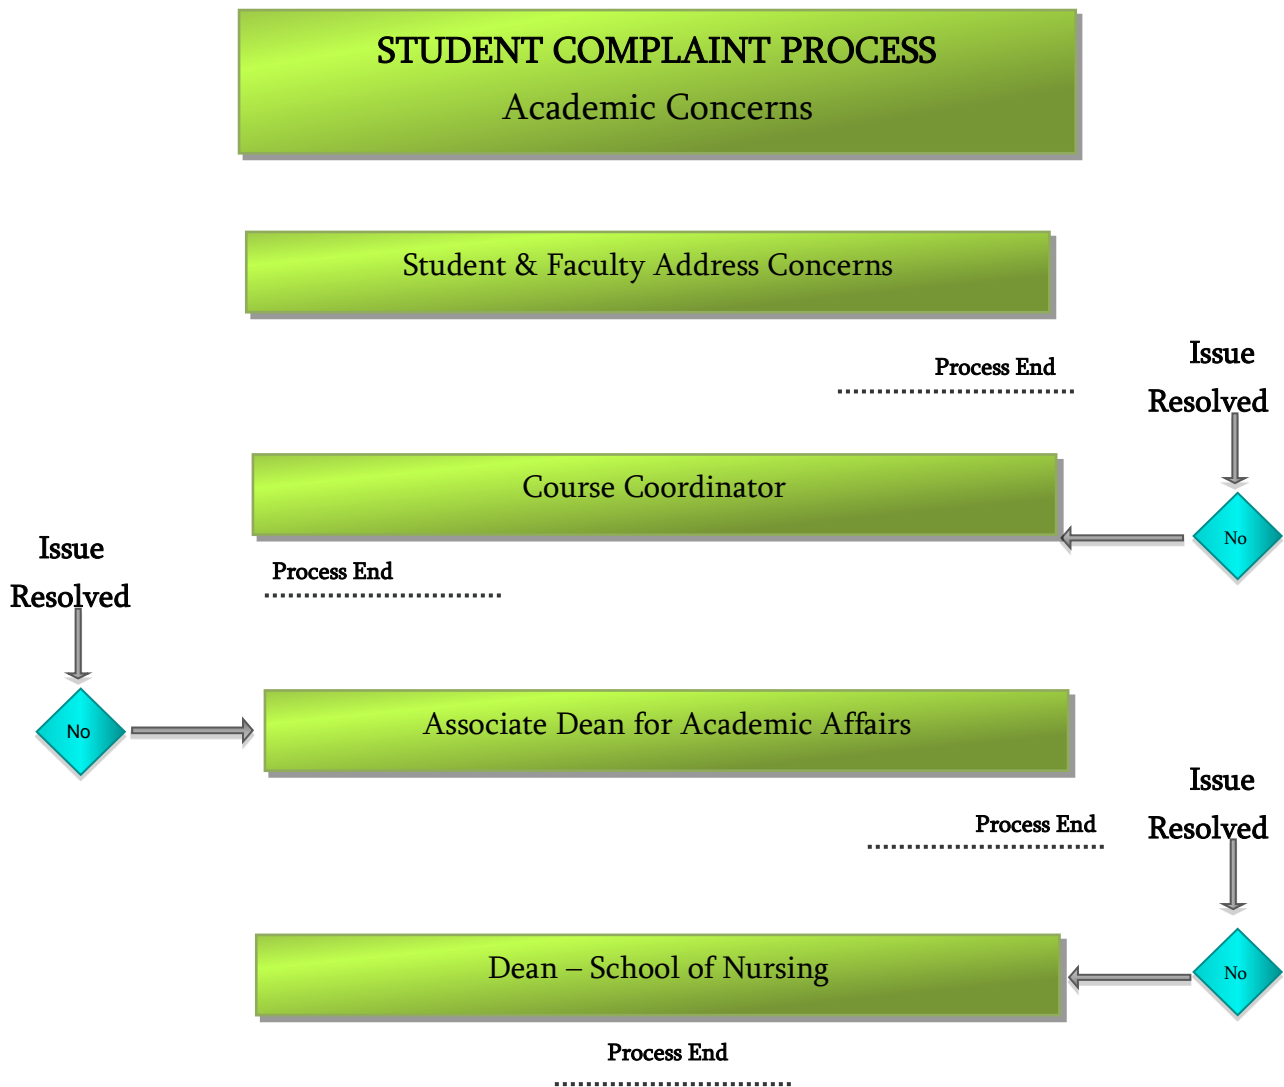 STUDENT COMPLAINT PROCESS
Academic Concerns
Student & Faculty Address Concerns
Process End
Issue
Resolved
Course Coordinator
No
Issue
Resolved
Process End
No
Associate Dean for Academic Affairs
Issue
Resolved
Process End
Dean – School of Nursing
No
Process End